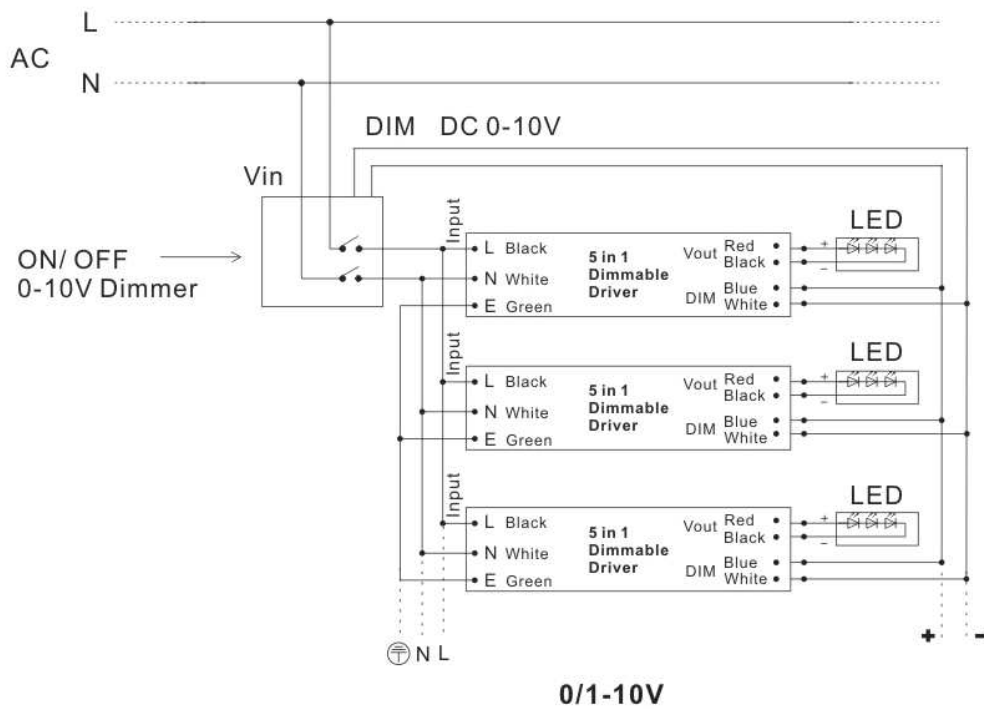 L
AC
N
DIM DC 0-10V
Vin
ON/ OFF
0-10V Dimmer
Input
L Black
N White
E Green
5 in 1
Dimmable
Driver
Vout Red
Black
DIM Blue
White
LED
+
–
Input
L Black
N White
E Green
5 in 1
Dimmable
Driver
Vout Red
Black
DIM Blue
White
LED
+
–
Input
L Black
N White
E Green
5 in 1
Dimmable
Driver
Vout Red
Black
DIM Blue
White
LED
+
–
N L
+ -
0/1-10V